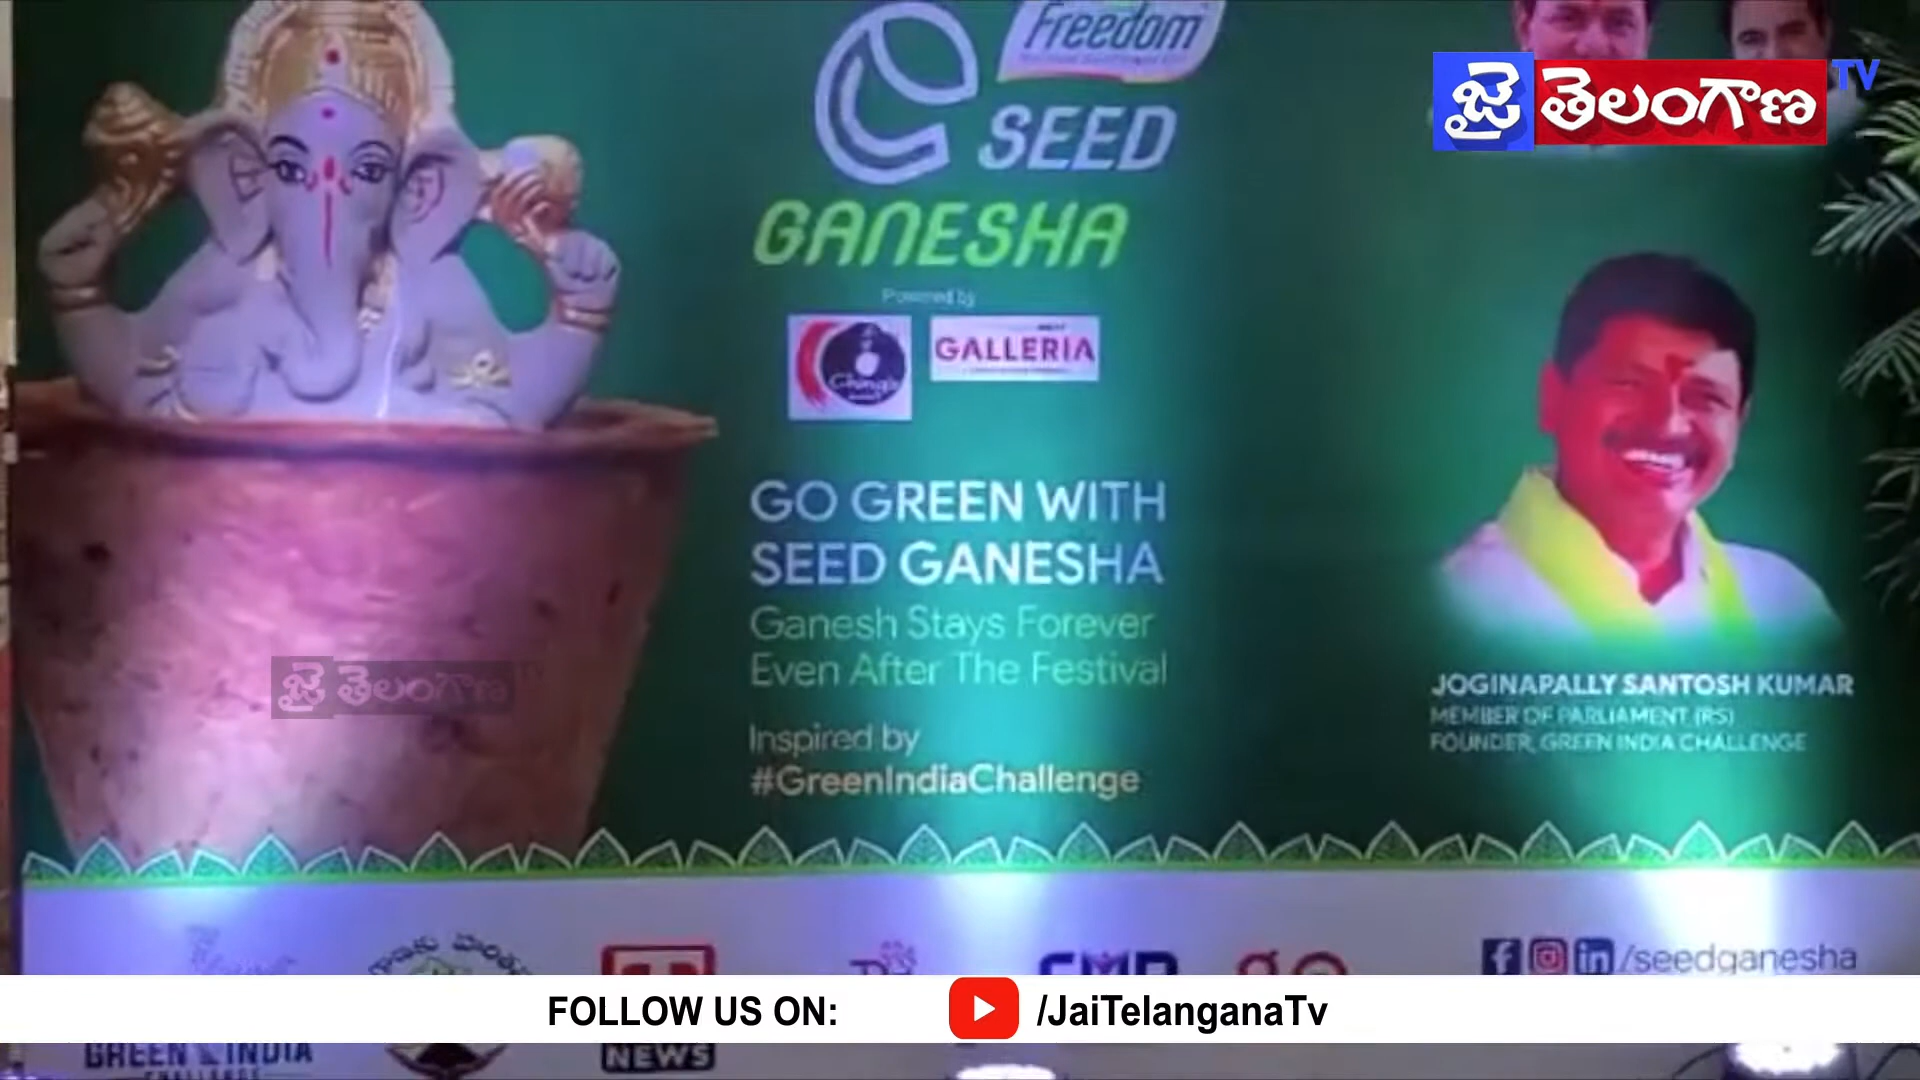 Freedom
SEED
GANESHA
Powered by
Ching's
GALLERIA
GO GREEN WITH
SEED GANESHA
Ganesh Stays Forever
Even After The Festival
Inspired by
#GreenIndiaChallenge
జై తెలంగాణ TV
JOGINAPALLY SANTOSH KUMAR
MEMBER OF PARLIAMENT (RS)
FOUNDER, GREEN INDIA CHALLENGE
జై తెలంగాణ
/seedganesha
FOLLOW US ON: /JaiTelanganaTv
GREEN INDIA
CHALLENGE
T
NEWS